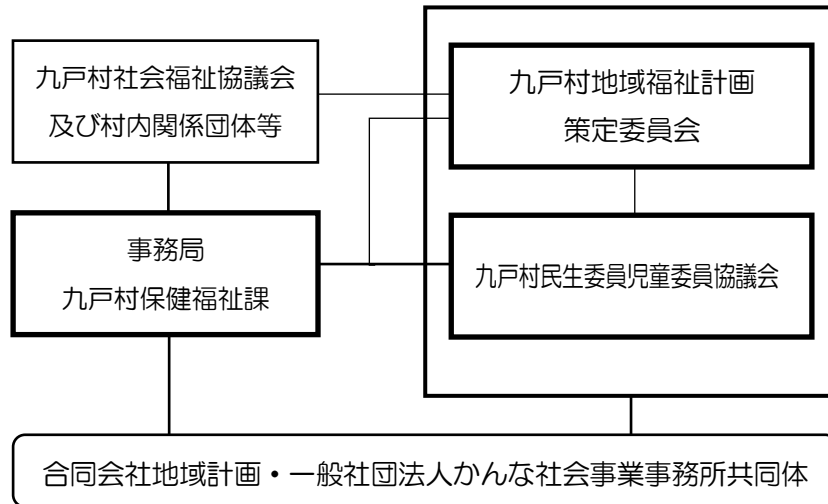 九戸村社会福祉協議会
及び村内関係団体等
九戸村地域福祉計画
策定委員会
事務局
九戸村保健福祉課
九戸村民生委員児童委員協議会
合同会社地域計画・一般社団法人かんな社会事業事務所共同体